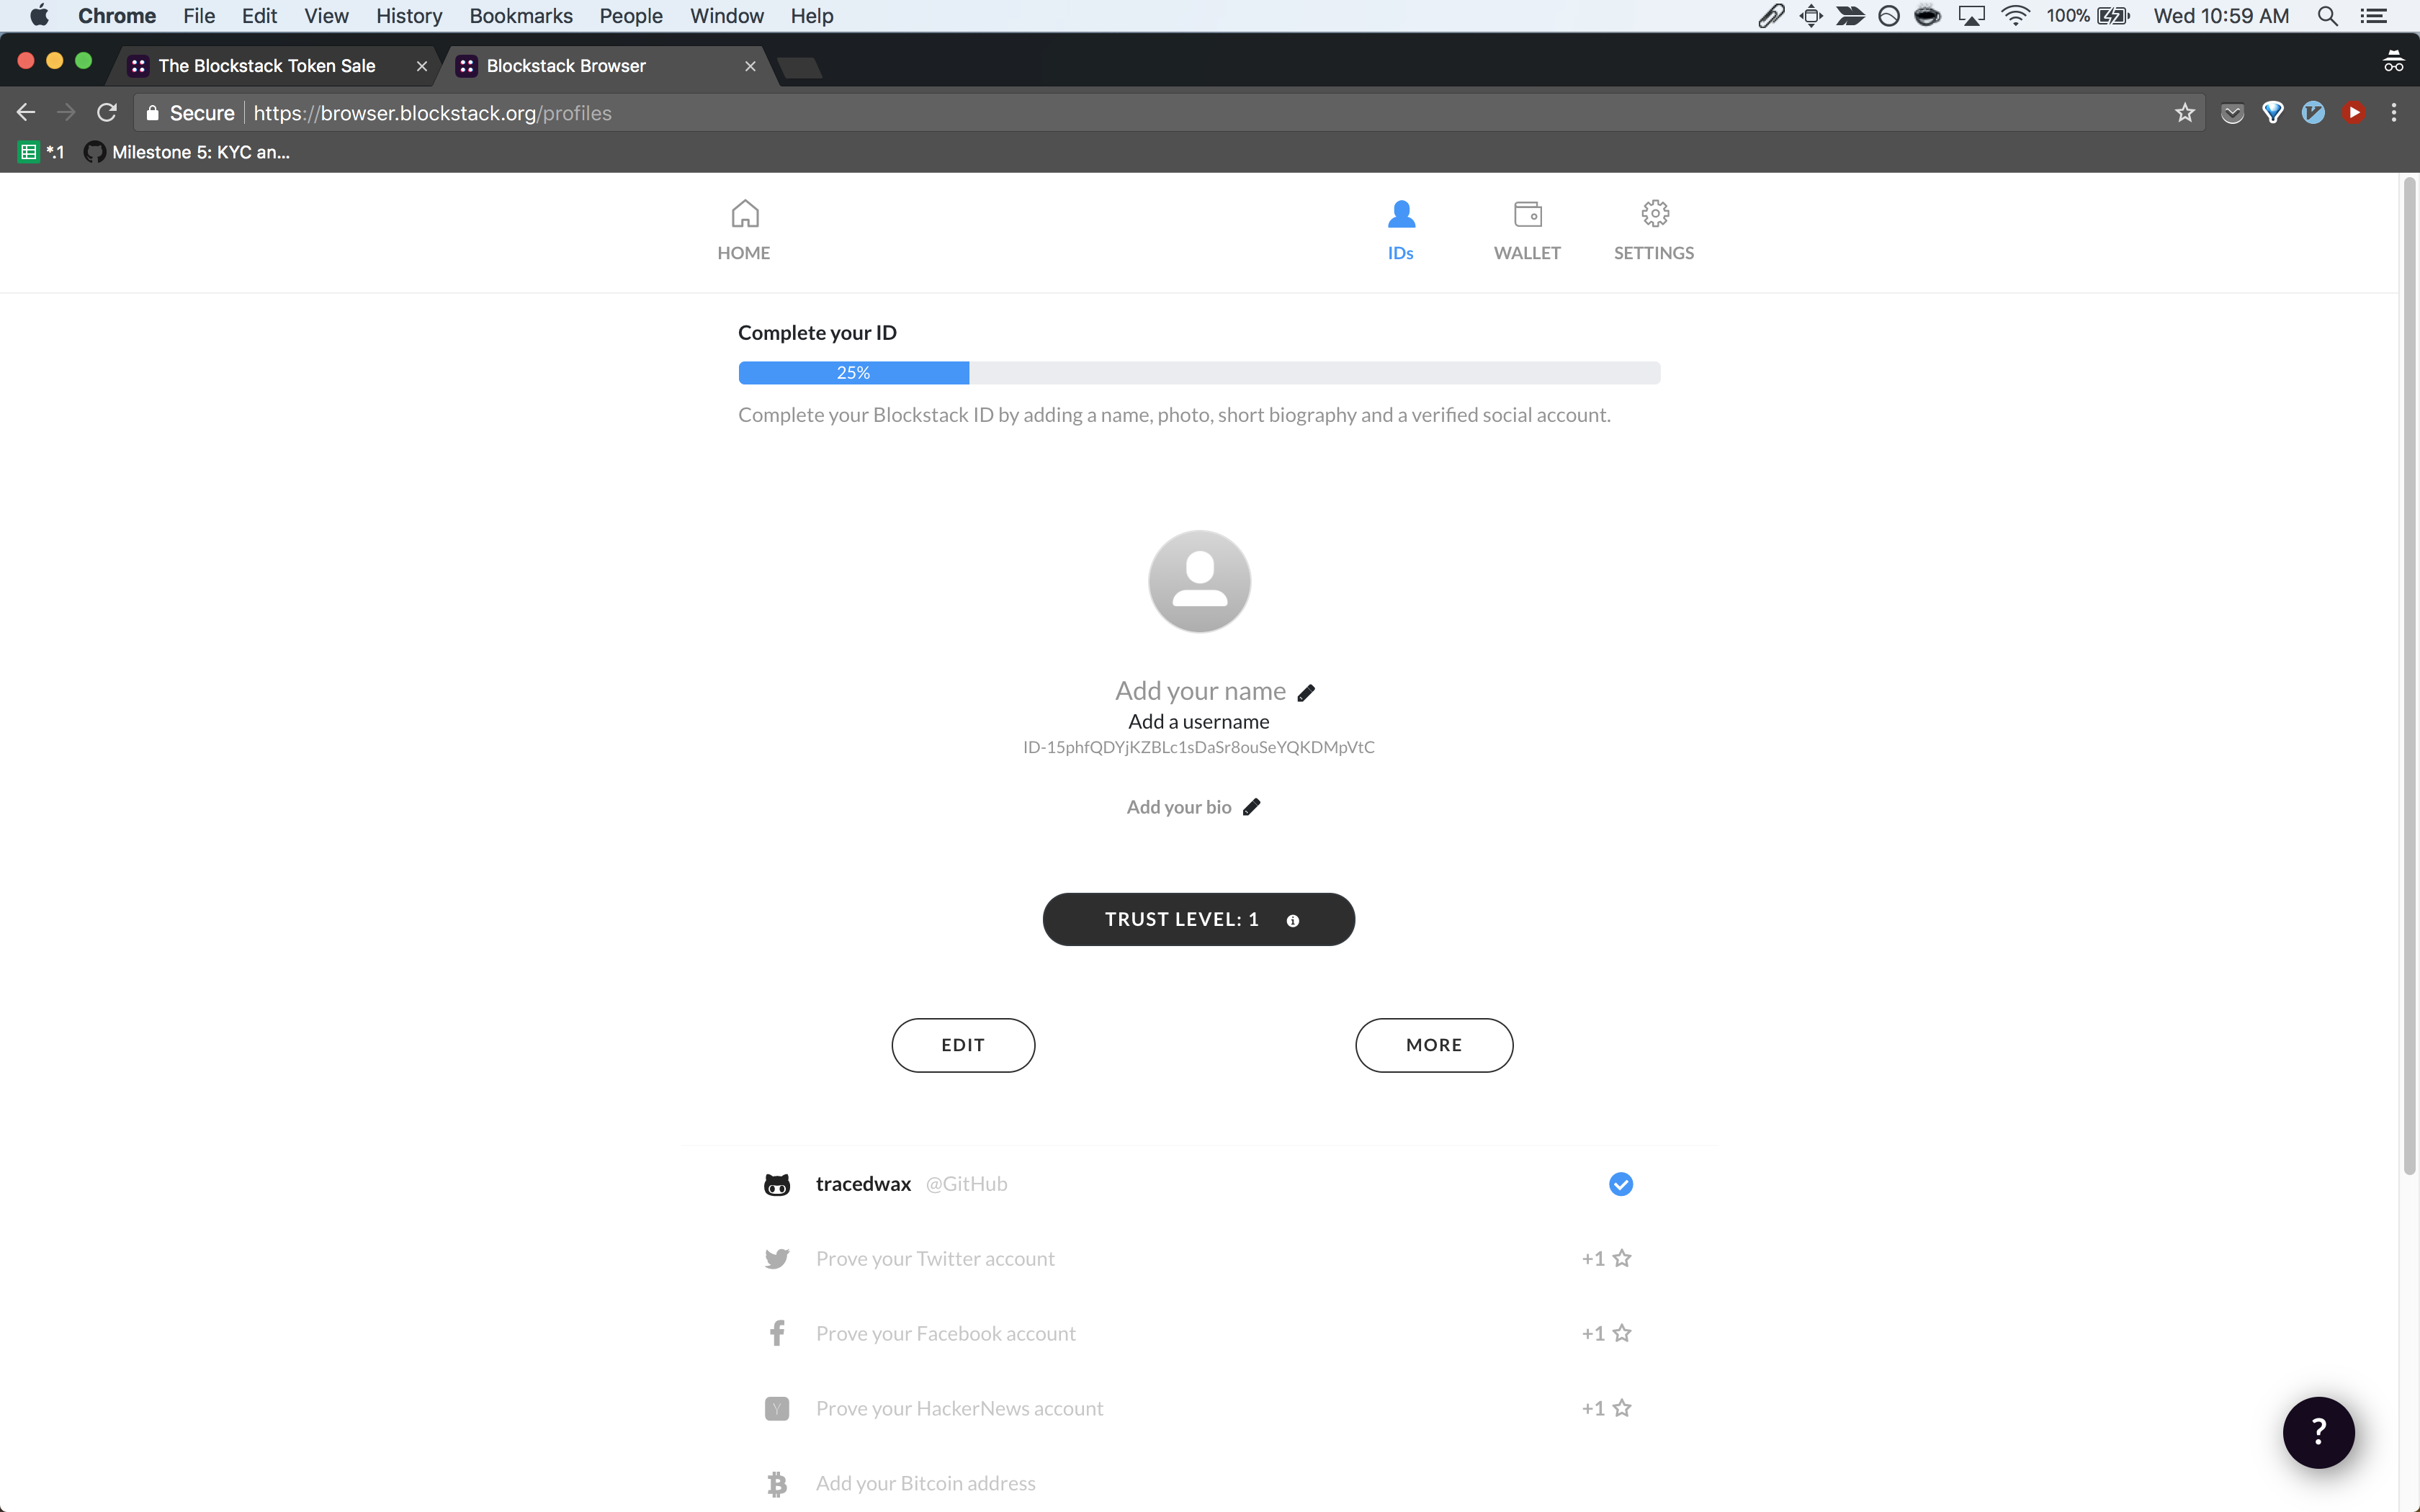 Chrome File Edit View History Bookmarks People Window Help 100% Wed 10:59 AM
The Blockstack Token Sale Blockstack Browser
Secure https://browser.blockstack.org/profiles
*.1 Milestone 5: KYC an...
HOME IDs WALLET SETTINGS
Complete your ID
25%
Complete your Blockstack ID by adding a name, photo, short biography and a verified social account.
Add your name
Add a username
ID-15phfQDYjKZBLc1sDaSr8ouSeYQKDMpVtC
Add your bio
TRUST LEVEL: 1
EDIT MORE
tracedwax @GitHub
Prove your Twitter account +1
Prove your Facebook account +1
Y Prove your HackerNews account +1
?
Add your Bitcoin address